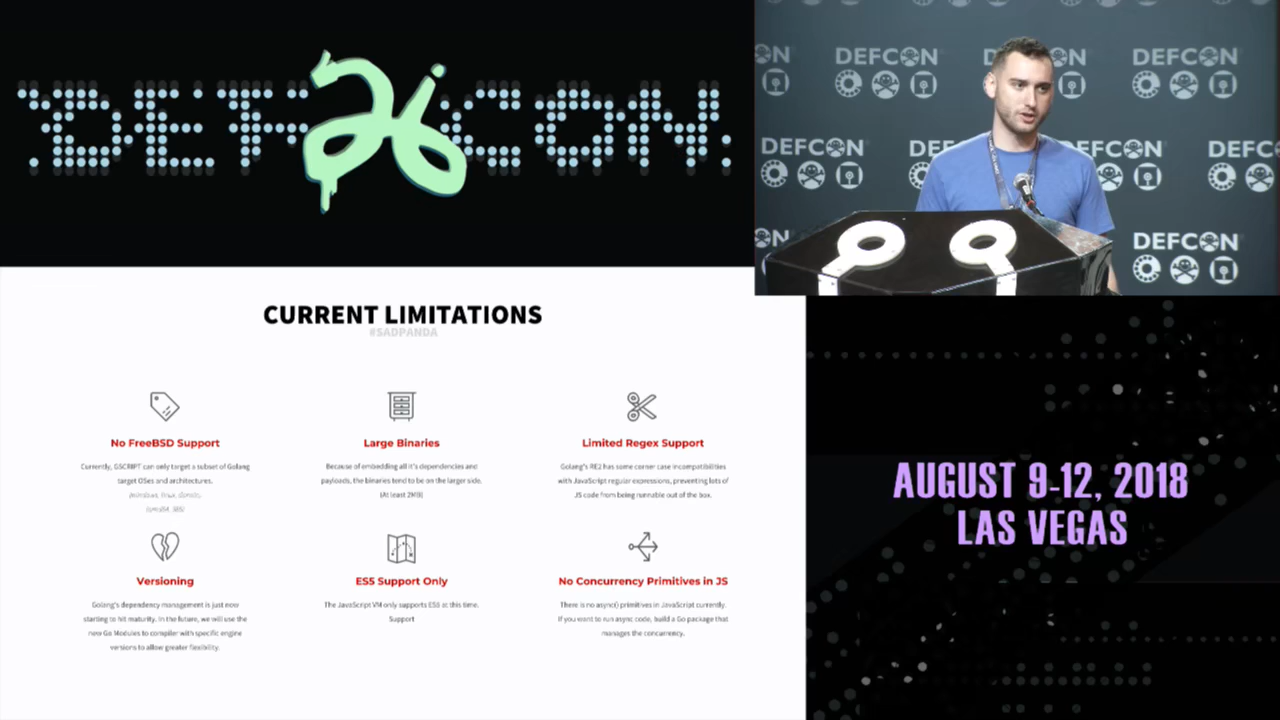 DEF 26 CON
DEFCON
DEFCON
DEFCON
DEFCON
DEFCON
DEFCON
CURRENT LIMITATIONS
#SADPANDA
No FreeBSD Support
Currently, GSCRIPT can only target a subset of Golang
target OSes and architectures.
(windows, linux, darwin)
(amd64, 386)
Large Binaries
Because of embedding all it's dependencies and
payloads, the binaries tend to be on the larger side.
(At least 2MB)
Limited Regex Support
Golang's RE2 has some corner case incompatibilities
with JavaScript regular expressions, preventing lots of
JS code from being runnable out of the box.
Versioning
Golang's dependency management is just now
starting to hit maturity. In the future, we will use the
new Go Modules to compiler with specific engine
versions to allow greater flexibility.
ES5 Support Only
The JavaScript VM only supports ES5 at this time.
Support
No Concurrency Primitives in JS
There is no async() primitives in JavaScript currently.
If you want to run async code, build a Go package that
manages the concurrency.
AUGUST 9-12, 2018
LAS VEGAS